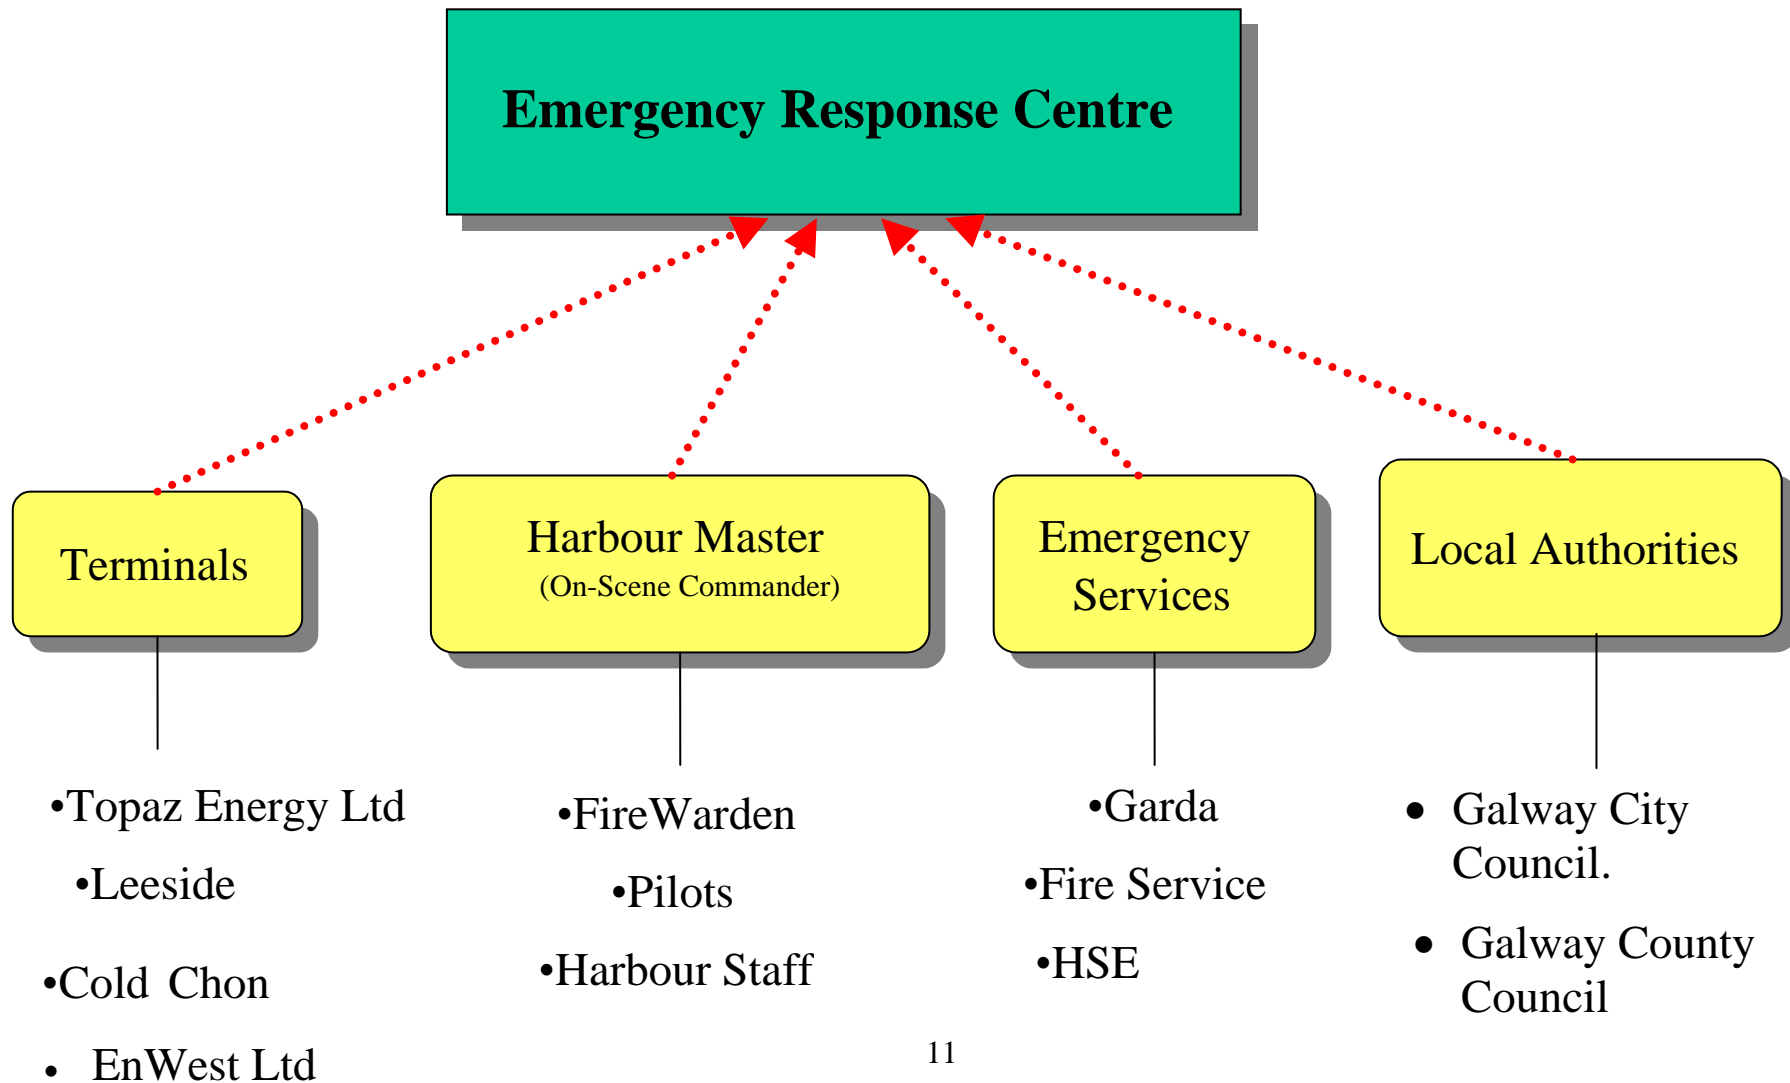 Emergency Response Centre
Terminals
Harbour Master
(On-Scene Commander)
Emergency
Services
Local Authorities
•Topaz Energy Ltd
•Leeside
•Cold Chon
• EnWest Ltd
•FireWarden
•Pilots
•Harbour Staff
•Garda
•Fire Service
•HSE
• Galway City
Council.
• Galway County
Council
11